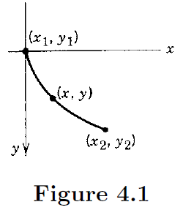 (x₁, y₁)
x
(x, y)
y
(x₂, y₂)
Figure 4.1